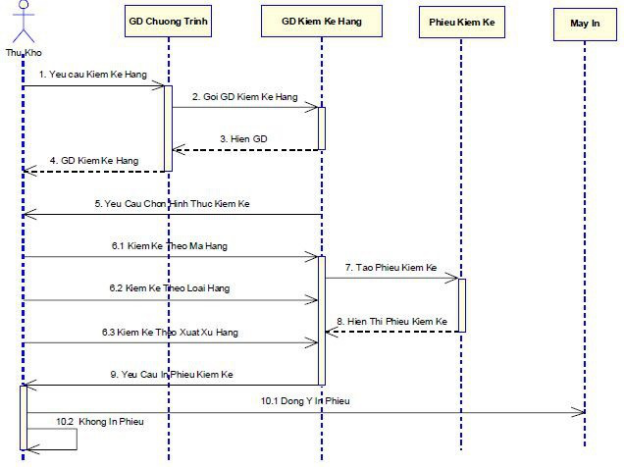 GD Chuong Trinh
GD Kiem Ke Hang
Phieu Kiem Ke
May In
Thu Kho
1. Yeu cau Kiem Ke Hang
2. Goi GD Kiem Ke Hang
3. Hien GD
4. GD Kiem Ke Hang
5. Yeu Cau Chon Hinh Thuc Kiem Ke
6.1 Kiem Ke Theo Ma Hang
7. Tao Phieu Kiem Ke
6.2 Kiem Ke Theo Loai Hang
8. Hien Thi Phieu Kiem Ke
6.3 Kiem Ke Theo Xuat Xu Hang
9. Yeu Cau In Phieu Kiem Ke
10.1 Dong Y In Phieu
10.2 Khong In Phieu